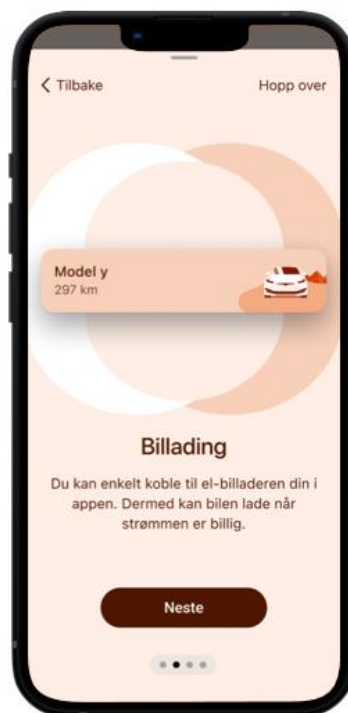 Tilbake
Hopp over
Model y
297 km
Billading
Du kan enkelt koble til el-billaderen din i
appen. Dermed kan bilen lade når
strømmen er billig.
Neste